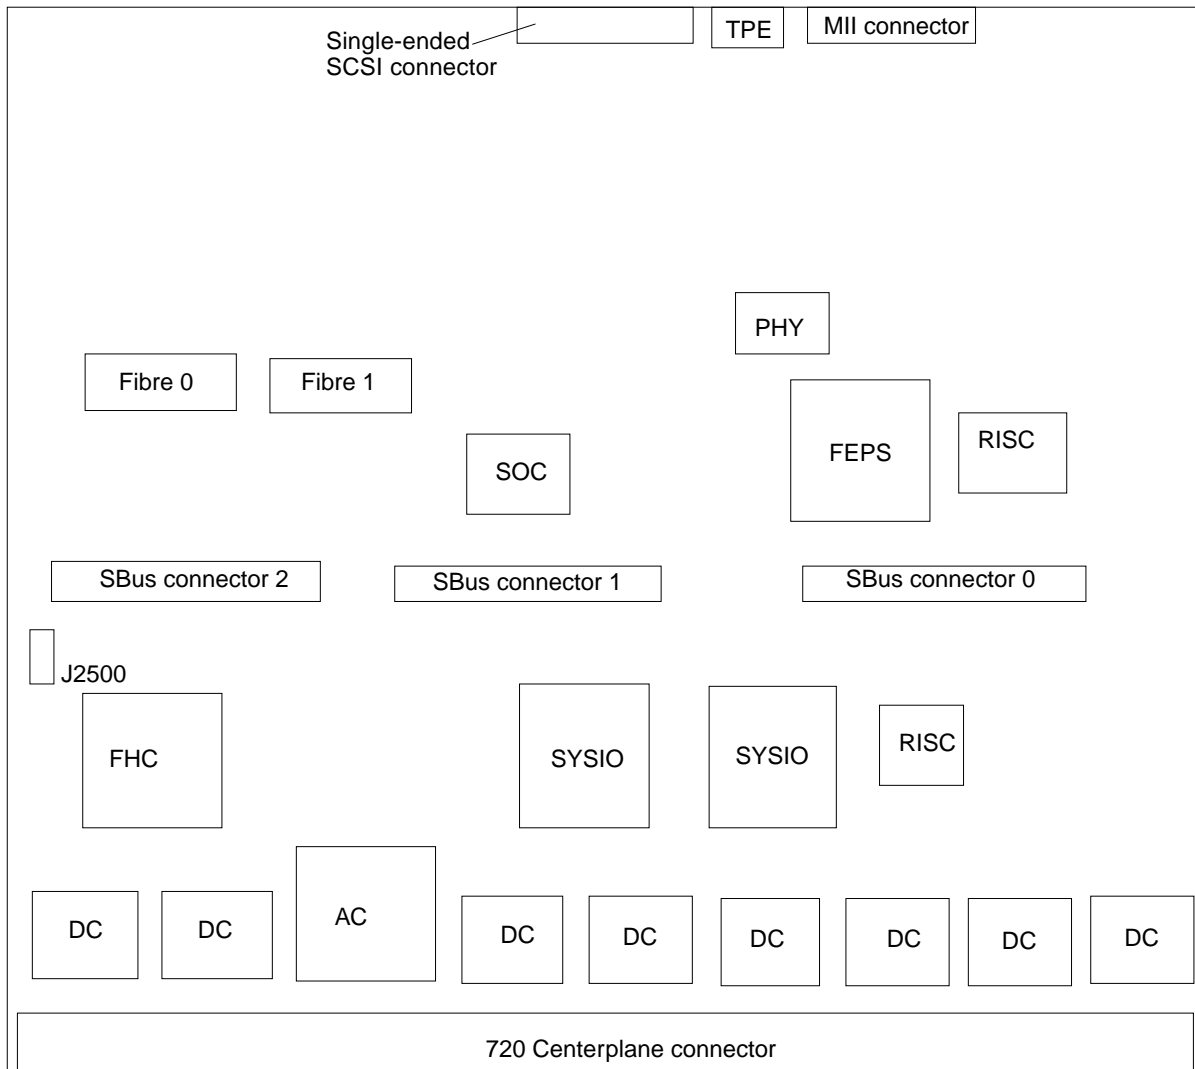 Single-ended
SCSI connector
TPE
MII connector
PHY
Fibre 0
Fibre 1
SOC
FEPS
RISC
SBus connector 2
SBus connector 1
SBus connector 0
J2500
FHC
SYSIO
SYSIO
RISC
DC
DC
AC
DC
DC
DC
DC
DC
DC
720 Centerplane connector